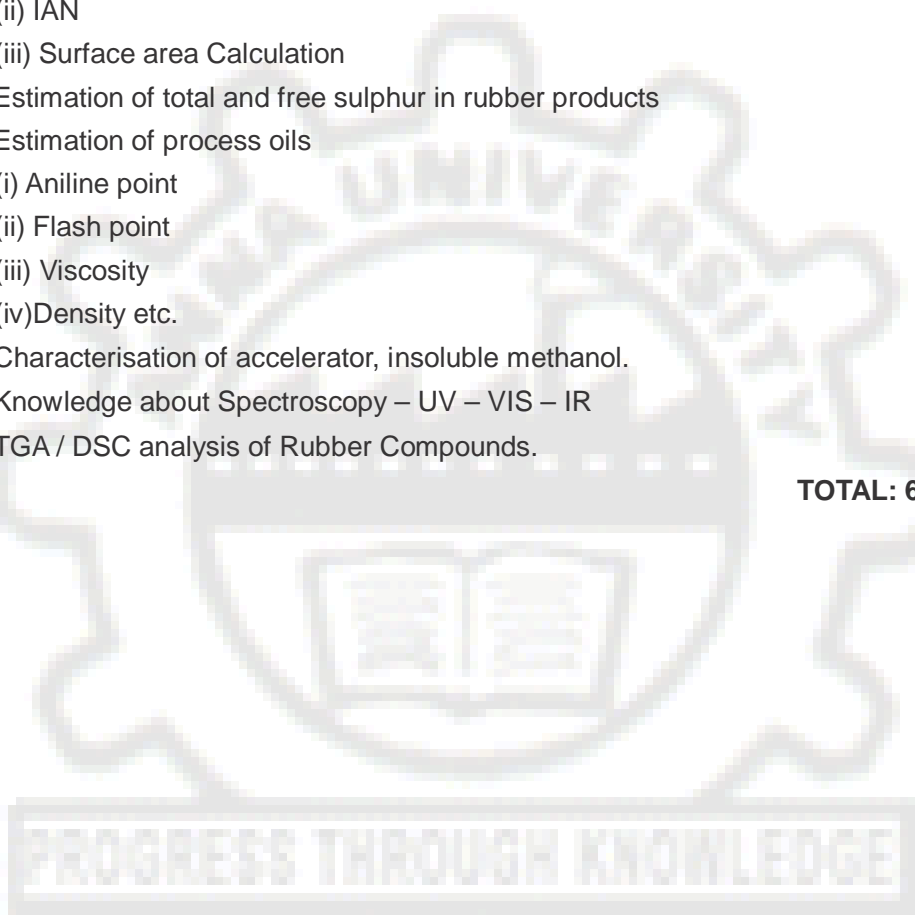 (ii) IAN
(iii) Surface area Calculation
Estimation of total and free sulphur in rubber products
Estimation of process oils
(i) Aniline point
(ii) Flash point
(iii) Viscosity
(iv)Density etc.
Characterisation of accelerator, insoluble methanol.
Knowledge about Spectroscopy – UV – VIS – IR
TGA / DSC analysis of Rubber Compounds.
TOTAL: 6
UNIVERSITY
PROGRESS THROUGH KNOWLEDGE